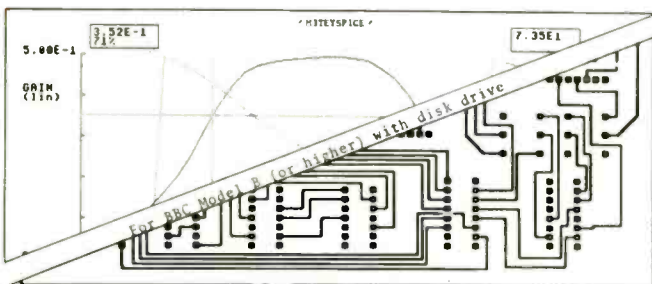 3.52E-1
71%
'MITEYSPICE'
7.35E1
5.00E-1
GAIN
(lin)
For BBC Model B (or higher) with disk drive